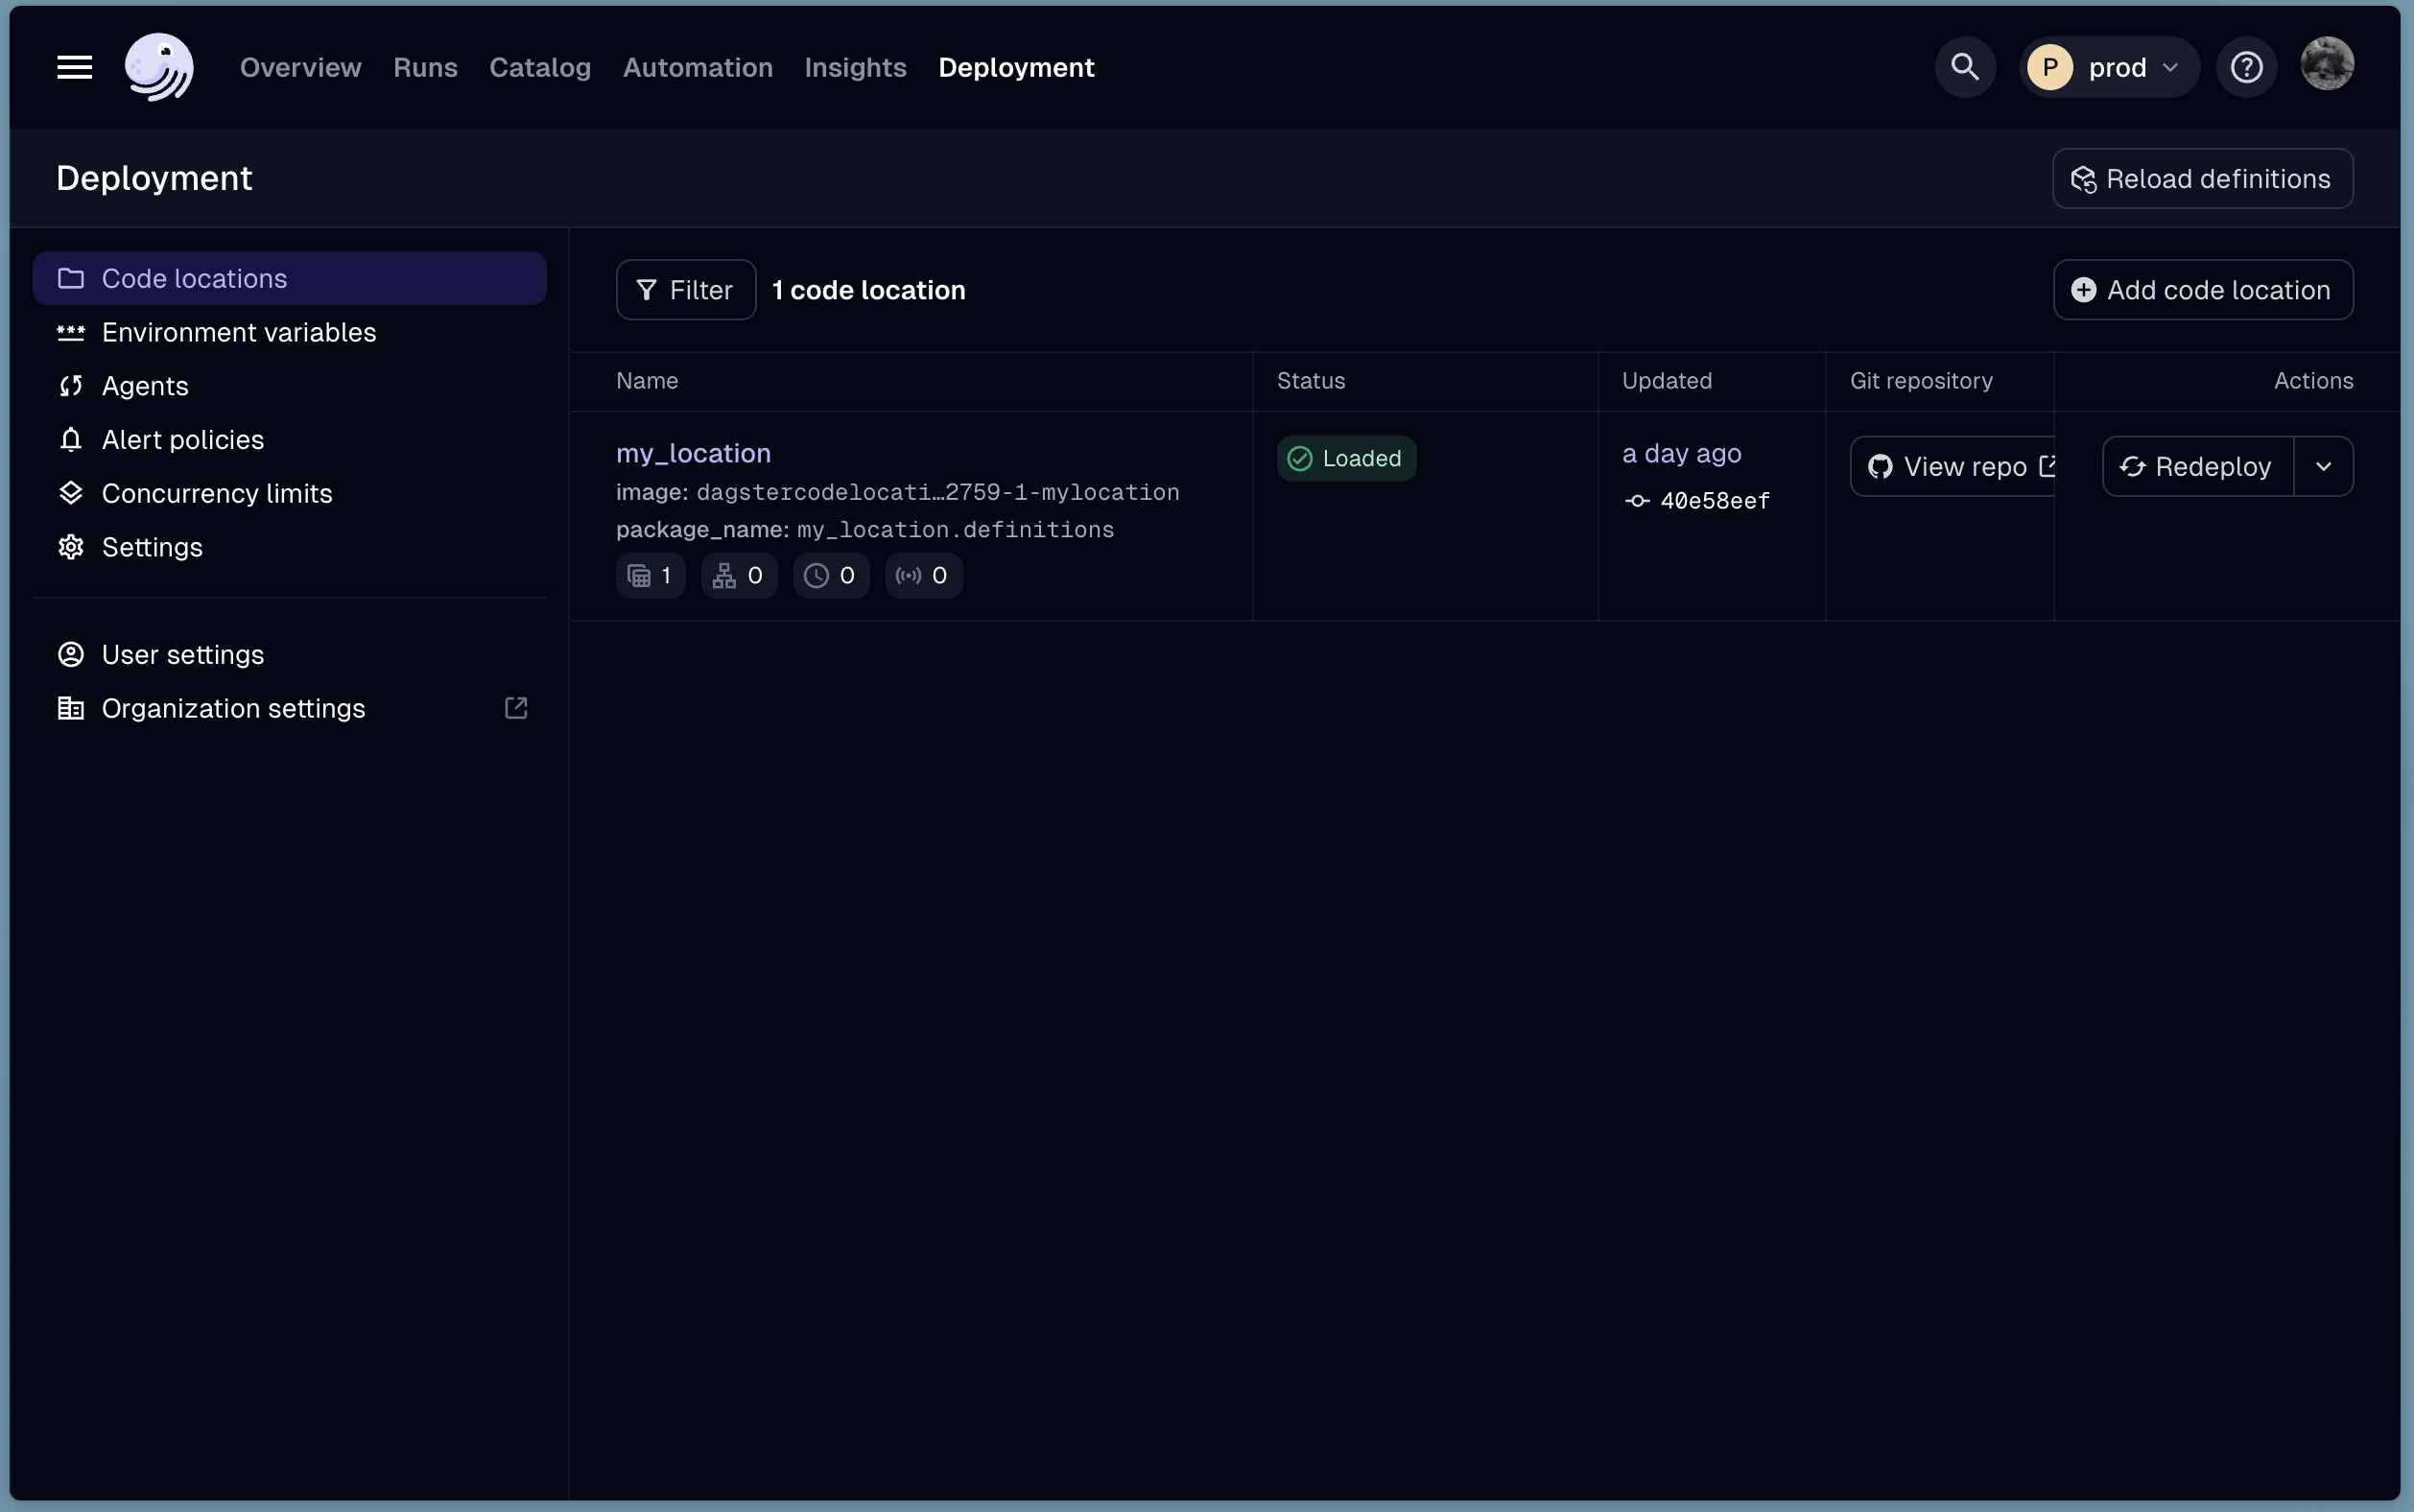 Overview Runs Catalog Automation Insights Deployment P prod
Deployment Reload definitions
Code locations
*** Environment variables
Agents
Alert policies
Concurrency limits
Settings
User settings
Organization settings
Filter 1 code location Add code location
Name Status Updated Git repository Actions
my_location Loaded a day ago View repo Redeploy
image: dagstercodelocati…2759-1-mylocation 40e58eef
package_name: my_location.definitions
1 0 0 0